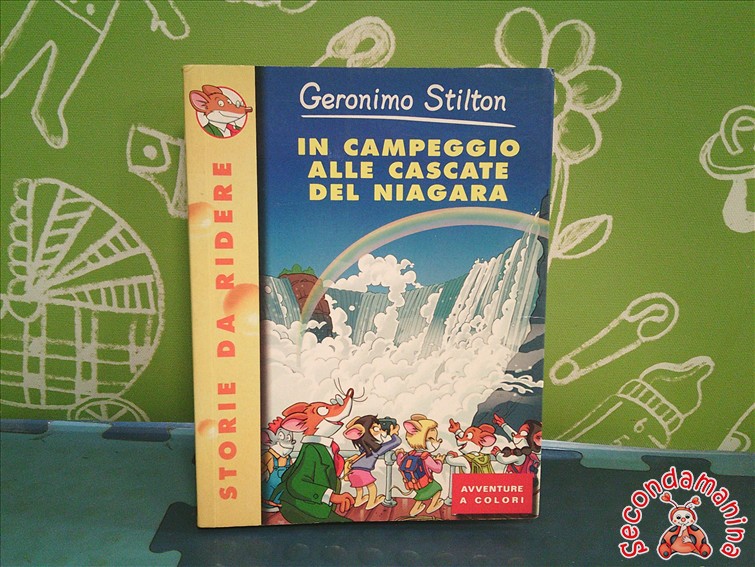 Geronimo Stilton
IN CAMPEGGIO
ALLE CASCATE
DEL NIAGARA
STORIE DA RIDERE
AVVENTURE
A COLORI
Secondamanina